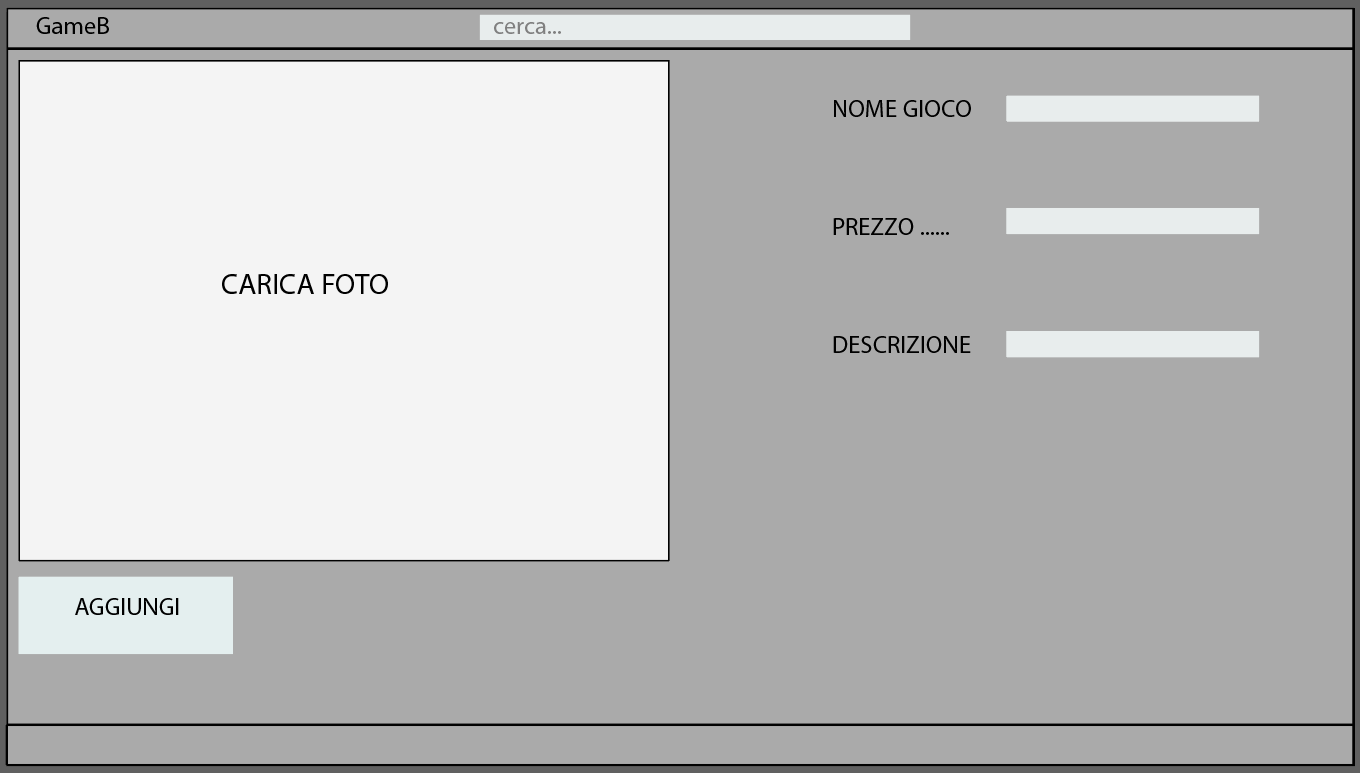 GameB
cerca...
NOME GIOCO
PREZZO ......
CARICA FOTO
DESCRIZIONE
AGGIUNGI